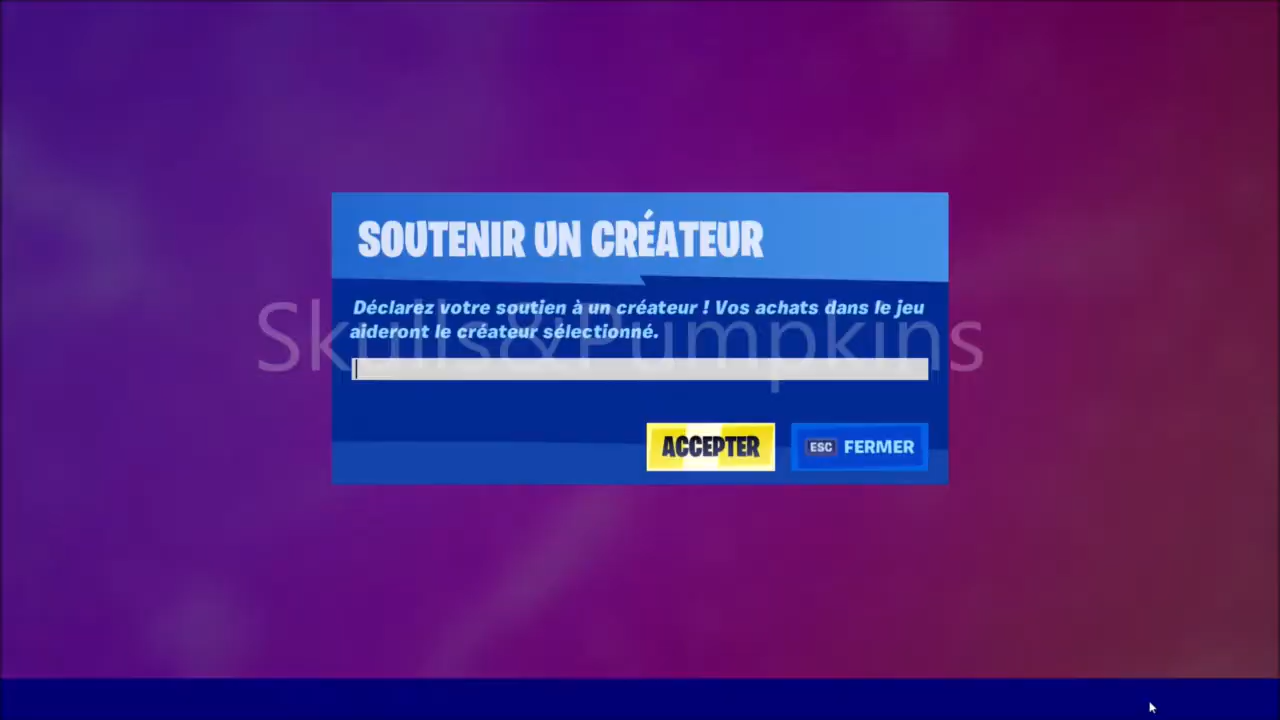 SOUTENIR UN CRÉATEUR
Déclarez votre soutien à un créateur ! Vos achats dans le jeu
aideront le créateur sélectionné.
Skulls&Pumpkins
ACCEPTER
ESC FERMER